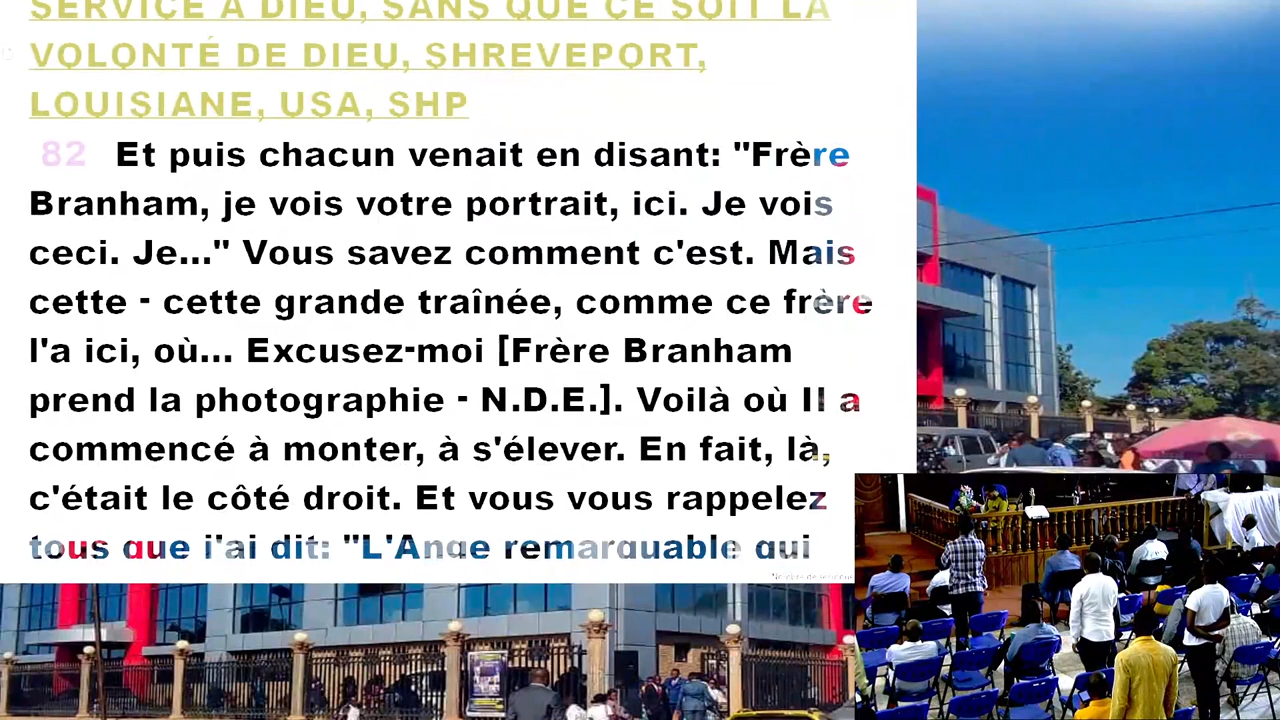 SERVICE À DIEU, SANS QUE CE SOIT LA
VOLONTÉ DE DIEU, SHREVEPORT,
LOUISIANE, USA, SHP
82 Et puis chacun venait en disant: "Frère
Branham, je vois votre portrait, ici. Je vois
ceci. Je..." Vous savez comment c'est. Mais
cette - cette grande traînée, comme ce frère
l'a ici, où... Excusez-moi [Frère Branham
prend la photographie - N.D.E.]. Voilà où Il a
commencé à monter, à s'élever. En fait, là,
c'était le côté droit. Et vous vous rappelez
tous que j'ai dit: "L'Ange remarquable qui